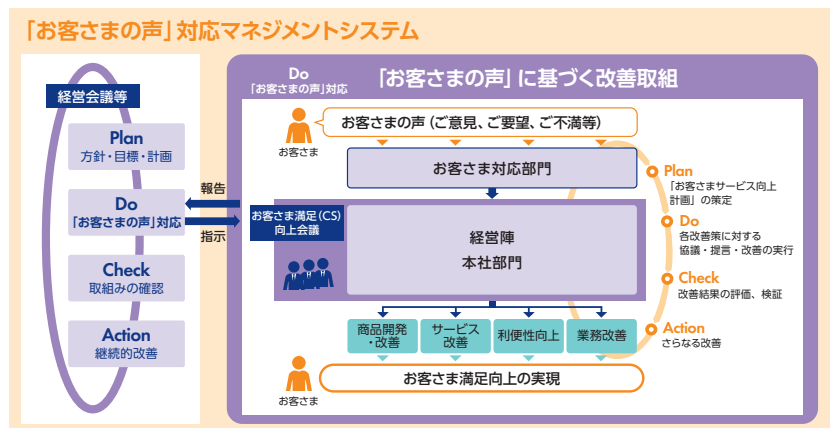 「お客さまの声」対応マネジメントシステム
経営会議等
Plan
方針・目標・計画
Do
「お客さまの声」対応
Check
取組みの確認
Action
継続的改善
報告
指示
Do
「お客さまの声」対応
「お客さまの声」に基づく改善取組
お客さま
お客さまの声（ご意見、ご要望、ご不満等）
お客さま対応部門
お客さま満足（CS）
向上会議
経営陣
本社部門
商品開発
・改善
サービス
改善
利便性向上
業務改善
お客さま
お客さま満足向上の実現
Plan
「お客さまサービス向上
計画」の策定
Do
各改善策に対する
協議・提言・改善の実行
Check
改善結果の評価、検証
Action
さらなる改善